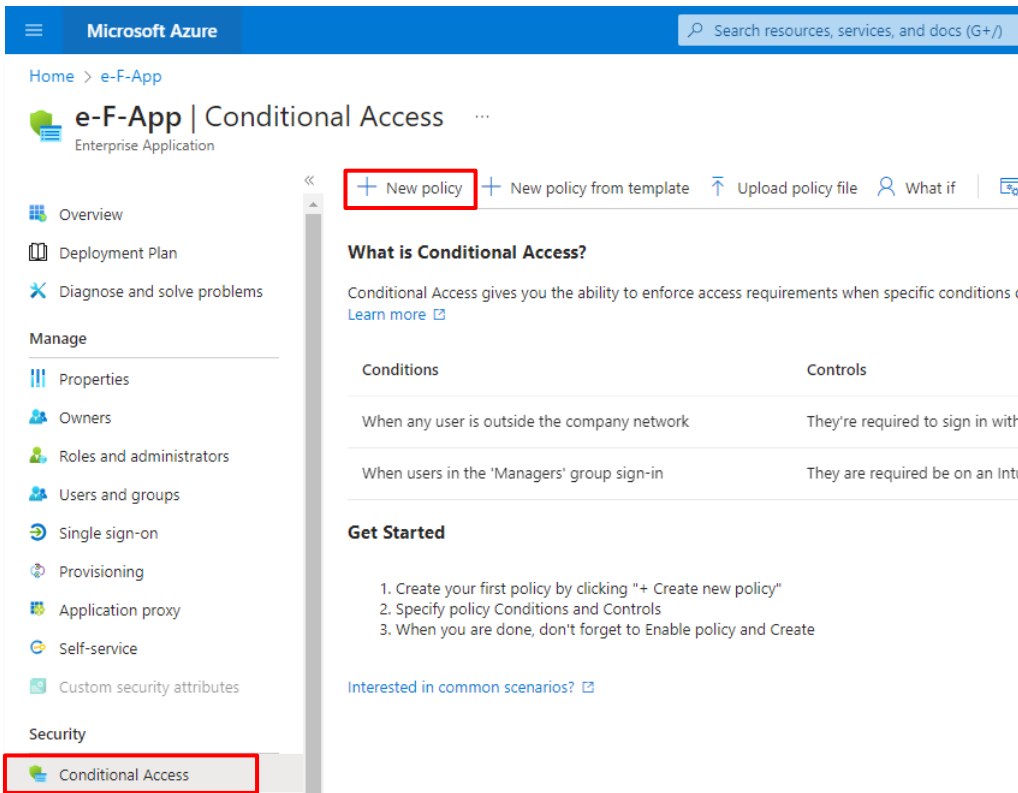 Microsoft Azure
Search resources, services, and docs (G+/)
Home > e-F-App
e-F-App | Conditional Access ...
Enterprise Application
«
+ New policy + New policy from template Upload policy file What if
Overview
Deployment Plan
Diagnose and solve problems
Manage
Properties
Owners
Roles and administrators
Users and groups
Single sign-on
Provisioning
Application proxy
Self-service
Custom security attributes
Security
Conditional Access
What is Conditional Access?
Conditional Access gives you the ability to enforce access requirements when specific conditions
Learn more
Conditions Controls
When any user is outside the company network They're required to sign in with
When users in the 'Managers' group sign-in They are required be on an Int
Get Started
1. Create your first policy by clicking "+ Create new policy"
2. Specify policy Conditions and Controls
3. When you are done, don't forget to Enable policy and Create
Interested in common scenarios?